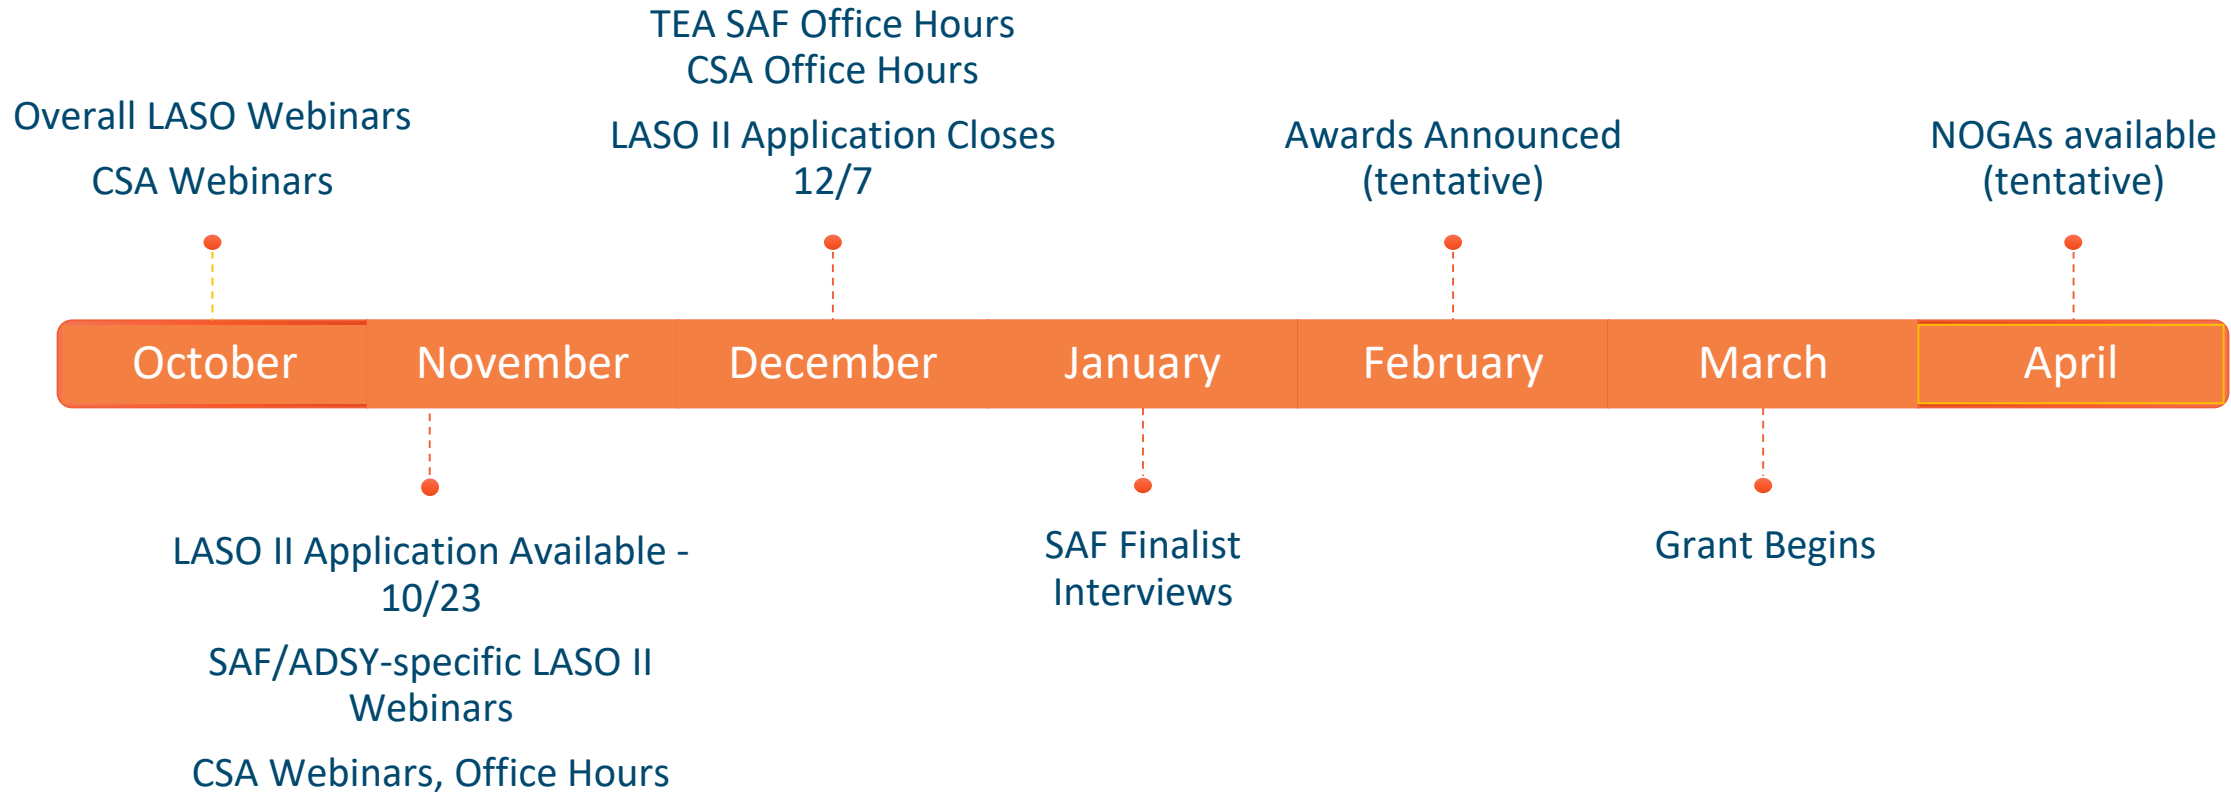 TEA SAF Office Hours
CSA Office Hours
Overall LASO Webinars
CSA Webinars
LASO II Application Closes
12/7
Awards Announced
(tentative)
NOGAs available
(tentative)
October
November
December
January
February
March
April
LASO II Application Available -
10/23
SAF/ADSY-specific LASO II
Webinars
CSA Webinars, Office Hours
SAF Finalist
Interviews
Grant Begins